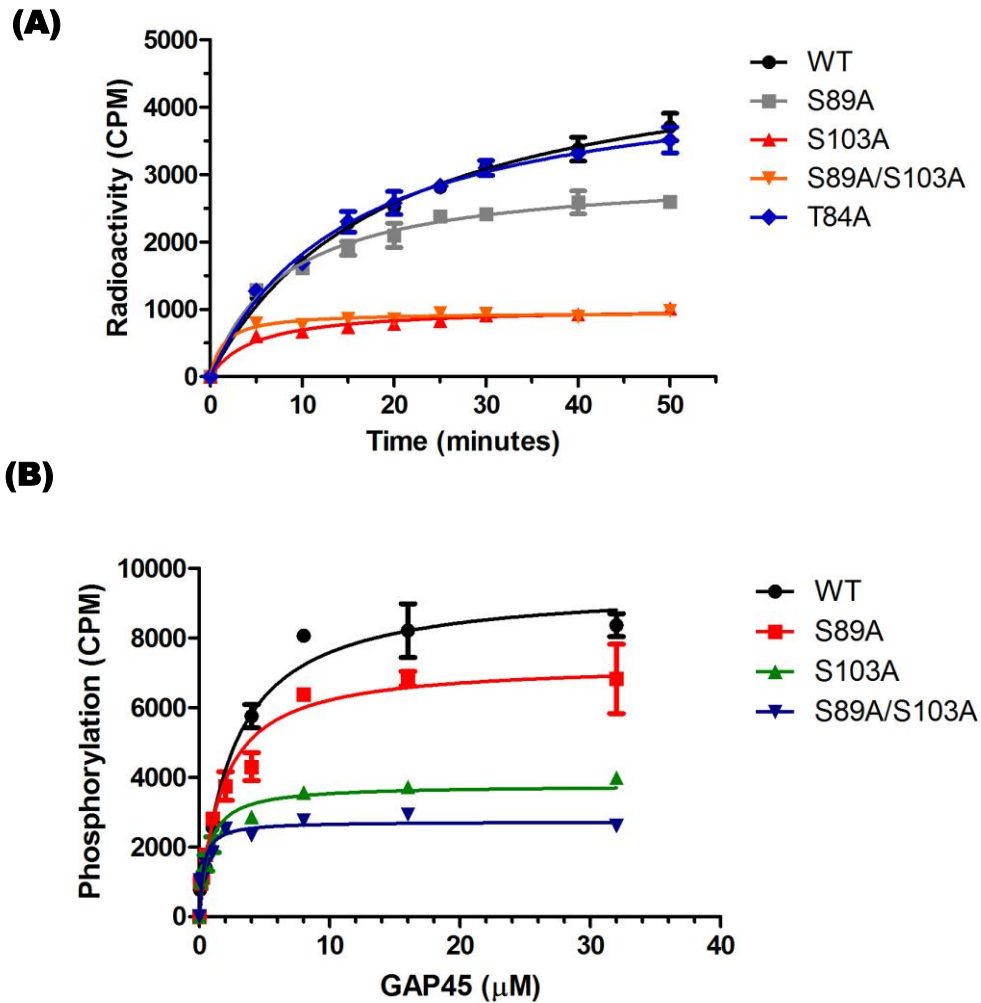 (A)
5000
4000
3000
2000
1000
0
Radioactivity (CPM)
0 10 20 30 40 50
Time (minutes)
WT
S89A
S103A
S89A/S103A
T84A
(B)
10000
8000
6000
4000
2000
0
Phosphorylation (CPM)
0 10 20 30 40
GAP45 (μM)
WT
S89A
S103A
S89A/S103A